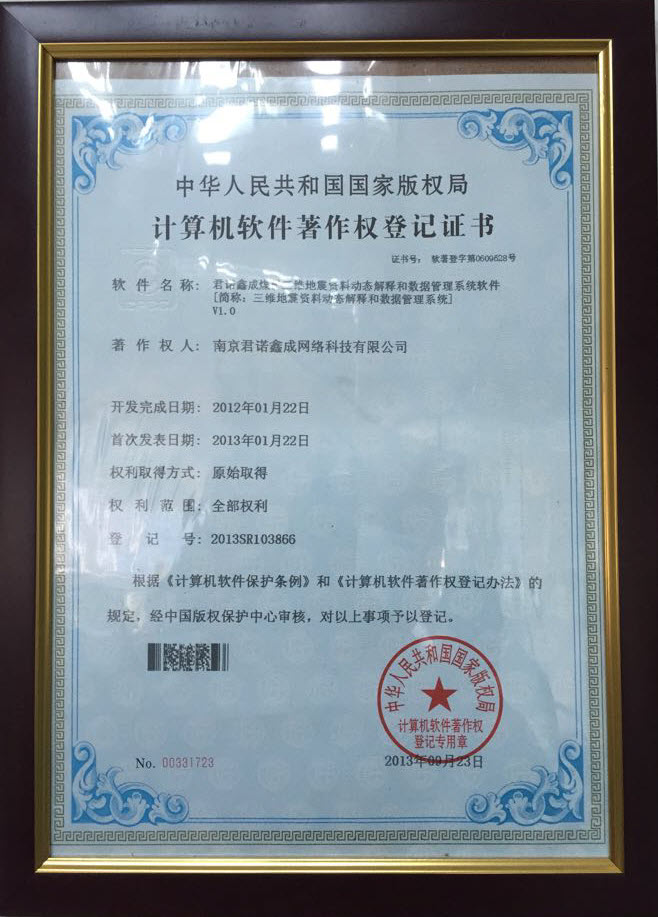 中华人民共和国国家版权局
计算机软件著作权登记证书
证书号： 软著登字第0609628号
软件名称： 君诺鑫成煤 三维地震资料动态解释和数据管理系统软件
[简称：三维地震资料动态解释和数据管理系统]
V1.0
著作权人： 南京君诺鑫成网络科技有限公司
开发完成日期： 2012年01月22日
首次发表日期： 2013年01月22日
权利取得方式： 原始取得
权利范围： 全部权利
登记号： 2013SR103866
根据《计算机软件保护条例》和《计算机软件著作权登记办法》的
规定，经中国版权保护中心审核，对以上事项予以登记。
中华人民共和国国家版权局
计算机软件著作权
登记专用章
No. 00331723
2013年09月23日